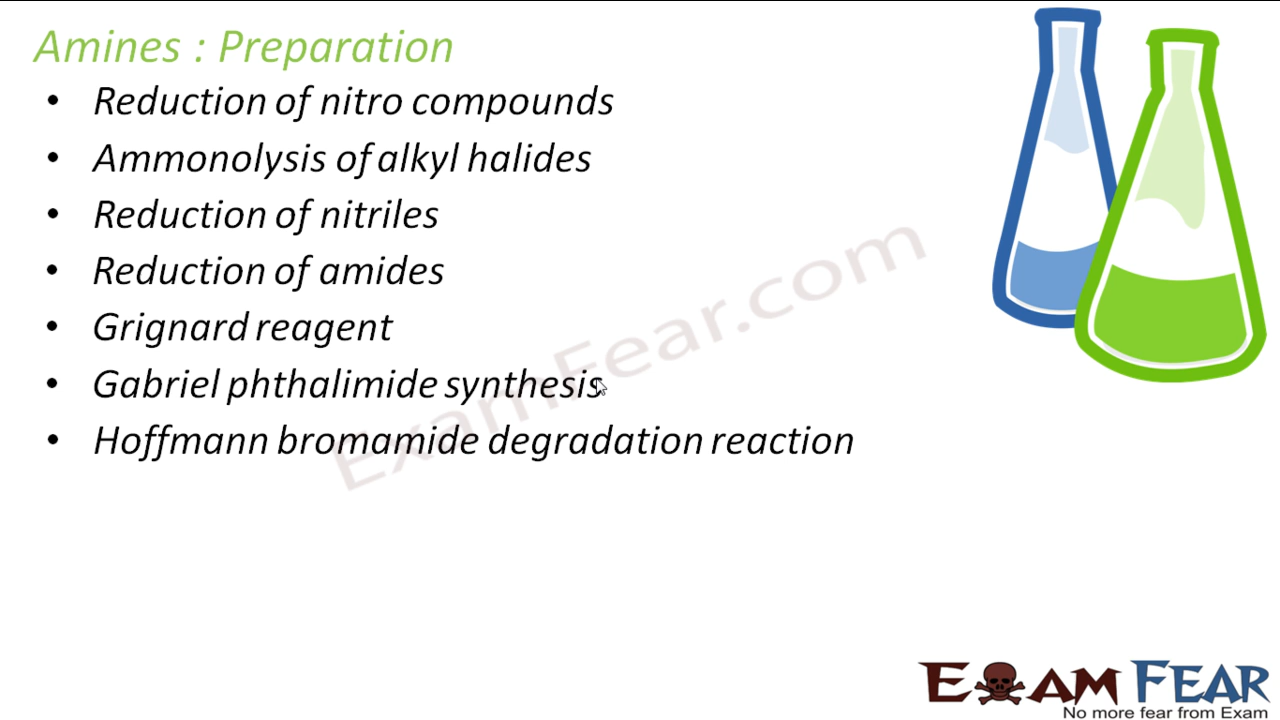 Amines : Preparation
• Reduction of nitro compounds
• Ammonolysis of alkyl halides
• Reduction of nitriles
• Reduction of amides
• Grignard reagent
• Gabriel phthalimide synthesis
• Hoffmann bromamide degradation reaction
ExamFear.com
EXAM FEAR
No more fear from Exam